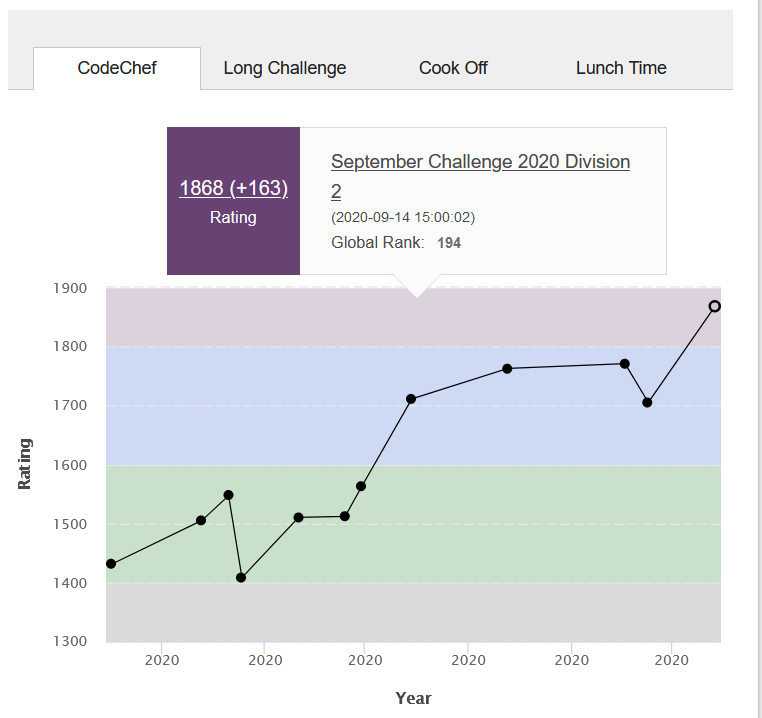 CodeChef Long Challenge Cook Off Lunch Time
1868 (+163)
Rating
September Challenge 2020 Division
2
(2020-09-14 15:00:02)
Global Rank: 194
1900
1800
1700
1600
1500
1400
1300
Rating
2020 2020 2020 2020 2020 2020
Year